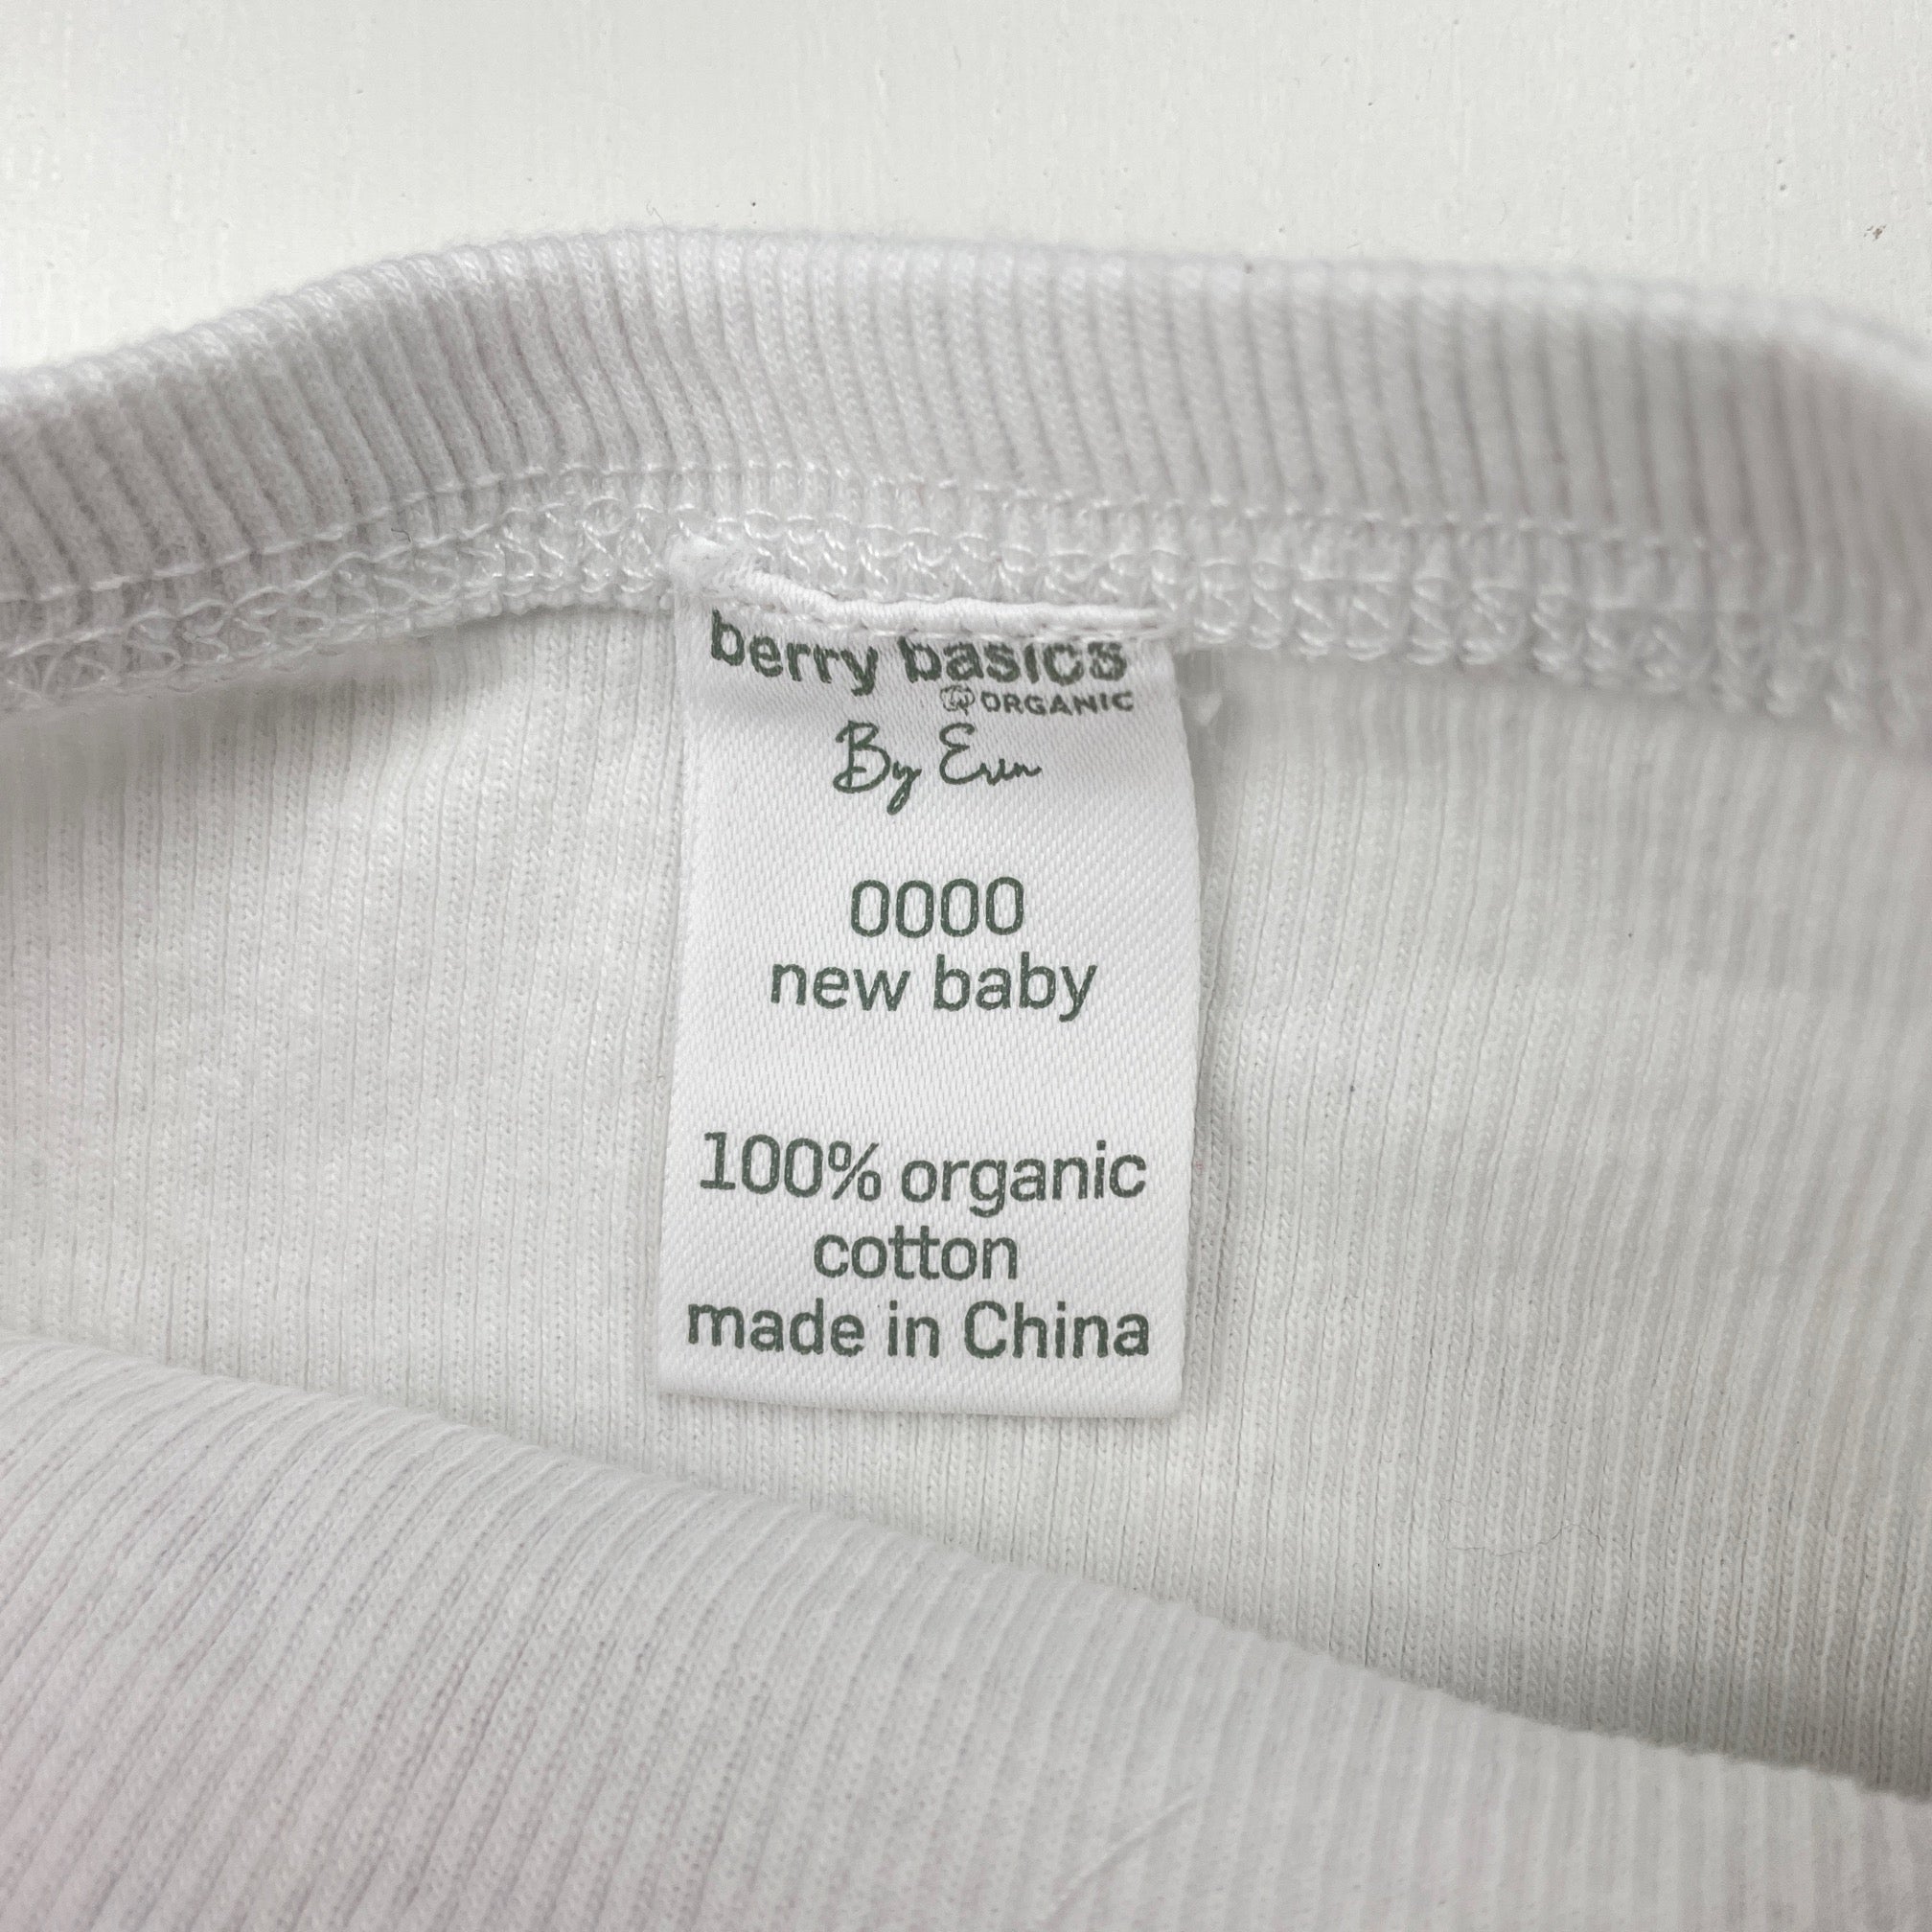 berry basics
ORGANIC
By Erin
0000
new baby
100% organic
cotton
made in China